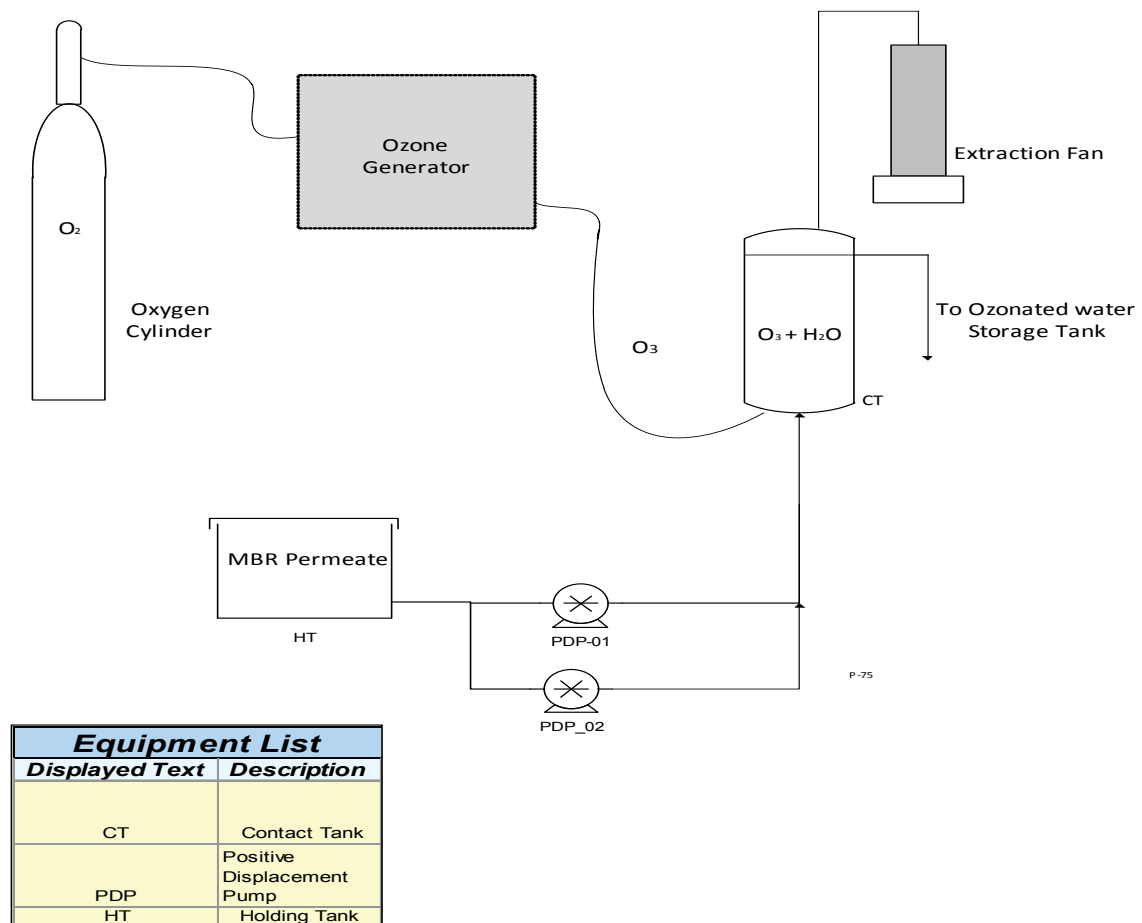 Ozone
Generator
Extraction Fan
O₂
Oxygen
Cylinder
O₃
O₃ + H₂O
To Ozonated water
Storage Tank
CT
MBR Permeate
HT
PDP-01
P-75
PDP_02
Equipment List
Displayed Text Description
CT Contact Tank
PDP Positive
Displacement
Pump
HT Holding Tank